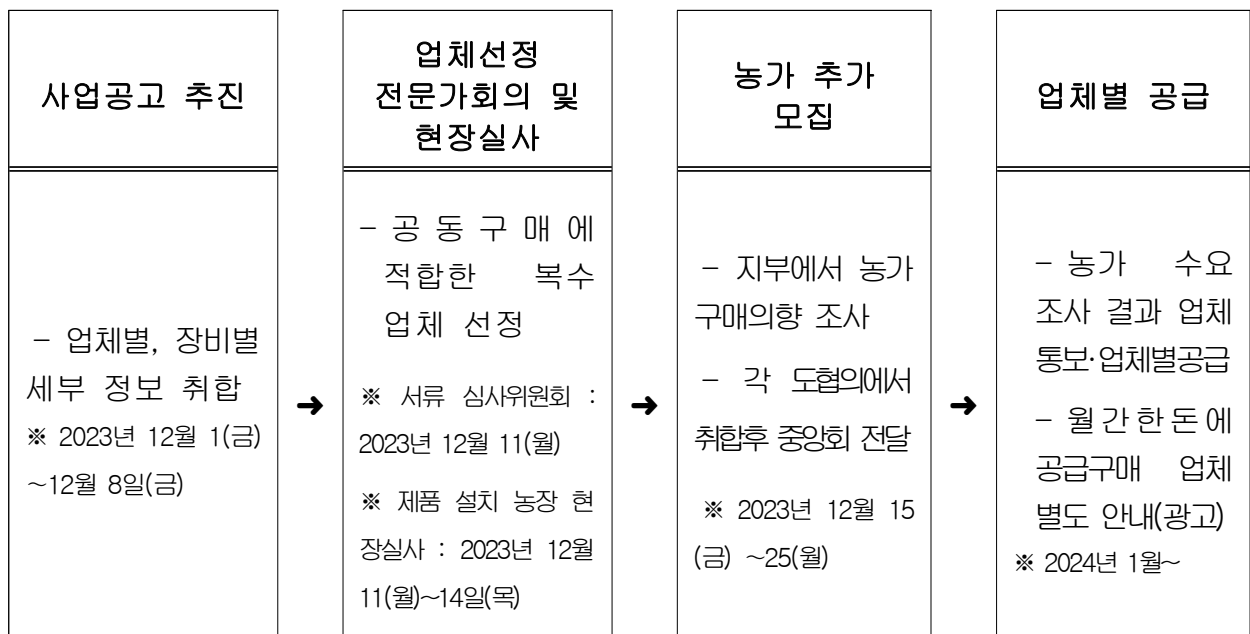 사업공고 추진
- 업체별, 장비별
세부 정보 취합
※ 2023년 12월 1(금)
~12월 8일(금)
➜
업체선정
전문가회의 및
현장실사
- 공동구매에
적합한 복수
업체 선정
※ 서류 심사위원회 :
2023년 12월 11(월)
※ 제품 설치 농장 현
장실사 : 2023년 12월
11(월)~14일(목)
➜
농가 추가
모집
- 지부에서 농가
구매의향 조사
- 각 도협의에서
취합후 중앙회 전달
※ 2023년 12월 15
(금) ~25(월)
➜
업체별 공급
- 농가 수요
조사 결과 업체
통보·업체별공급
- 월간한돈에
공급구매 업체
별도 안내(광고)
※ 2024년 1월~